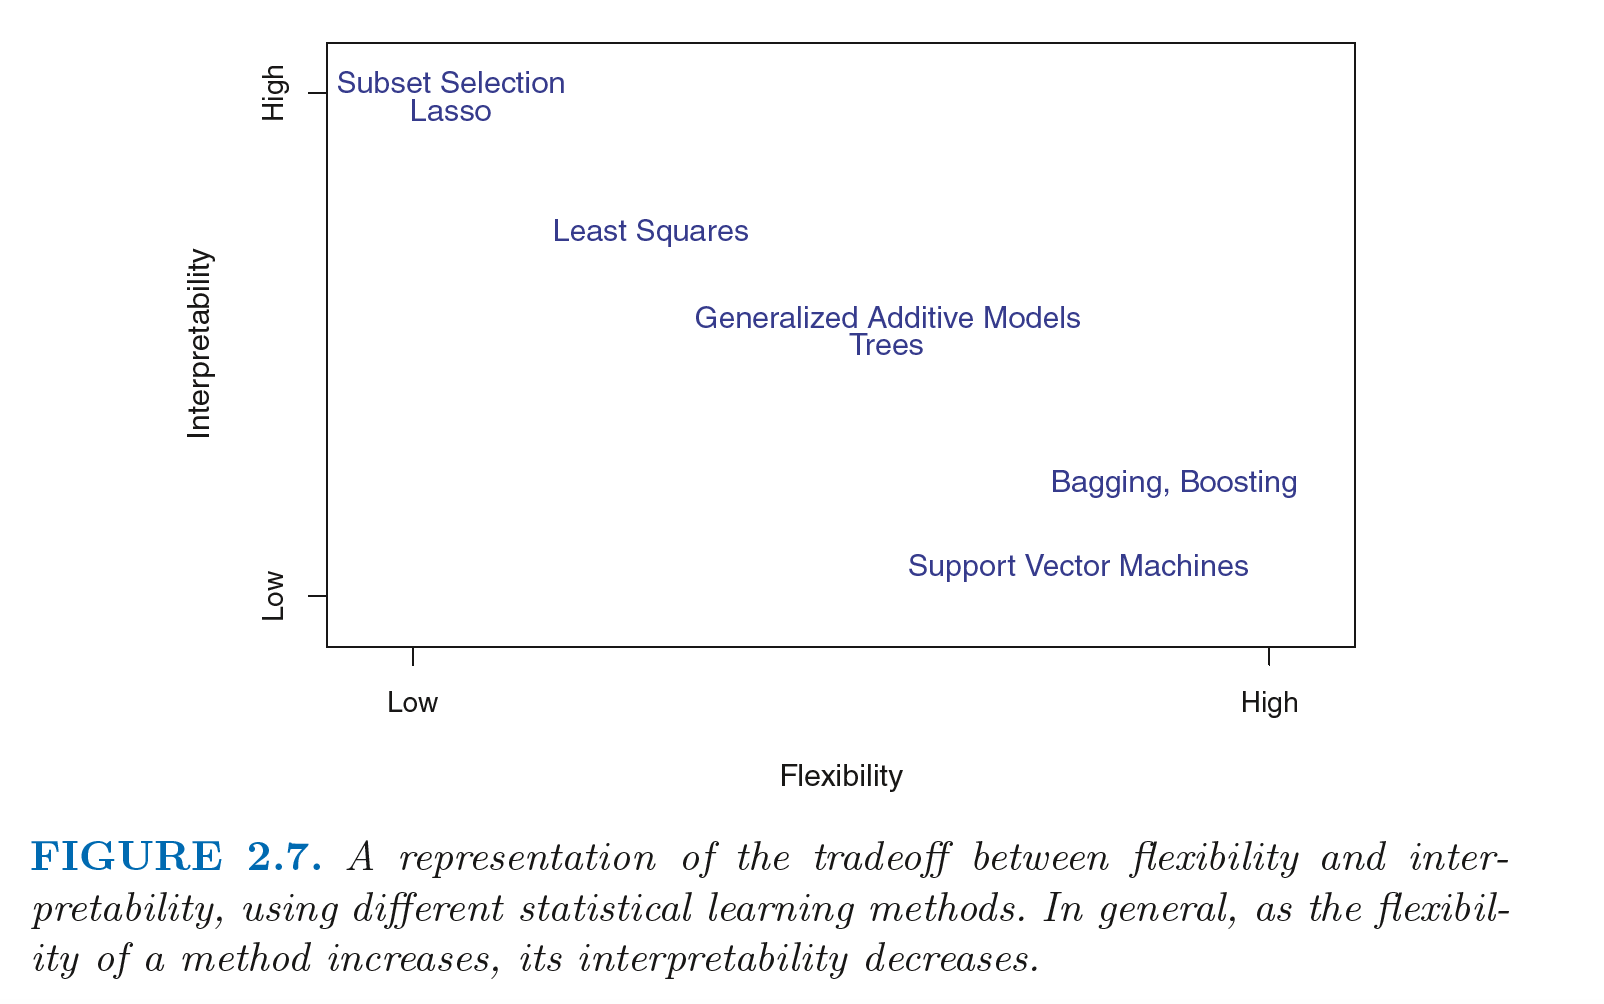 High
Subset Selection
Lasso
Least Squares
Interpretability
Generalized Additive Models
Trees
Bagging, Boosting
Support Vector Machines
Low
Low
High
Flexibility
FIGURE 2.7. A representation of the tradeoff between flexibility and inter-
pretability, using different statistical learning methods. In general, as the flexibil-
ity of a method increases, its interpretability decreases.